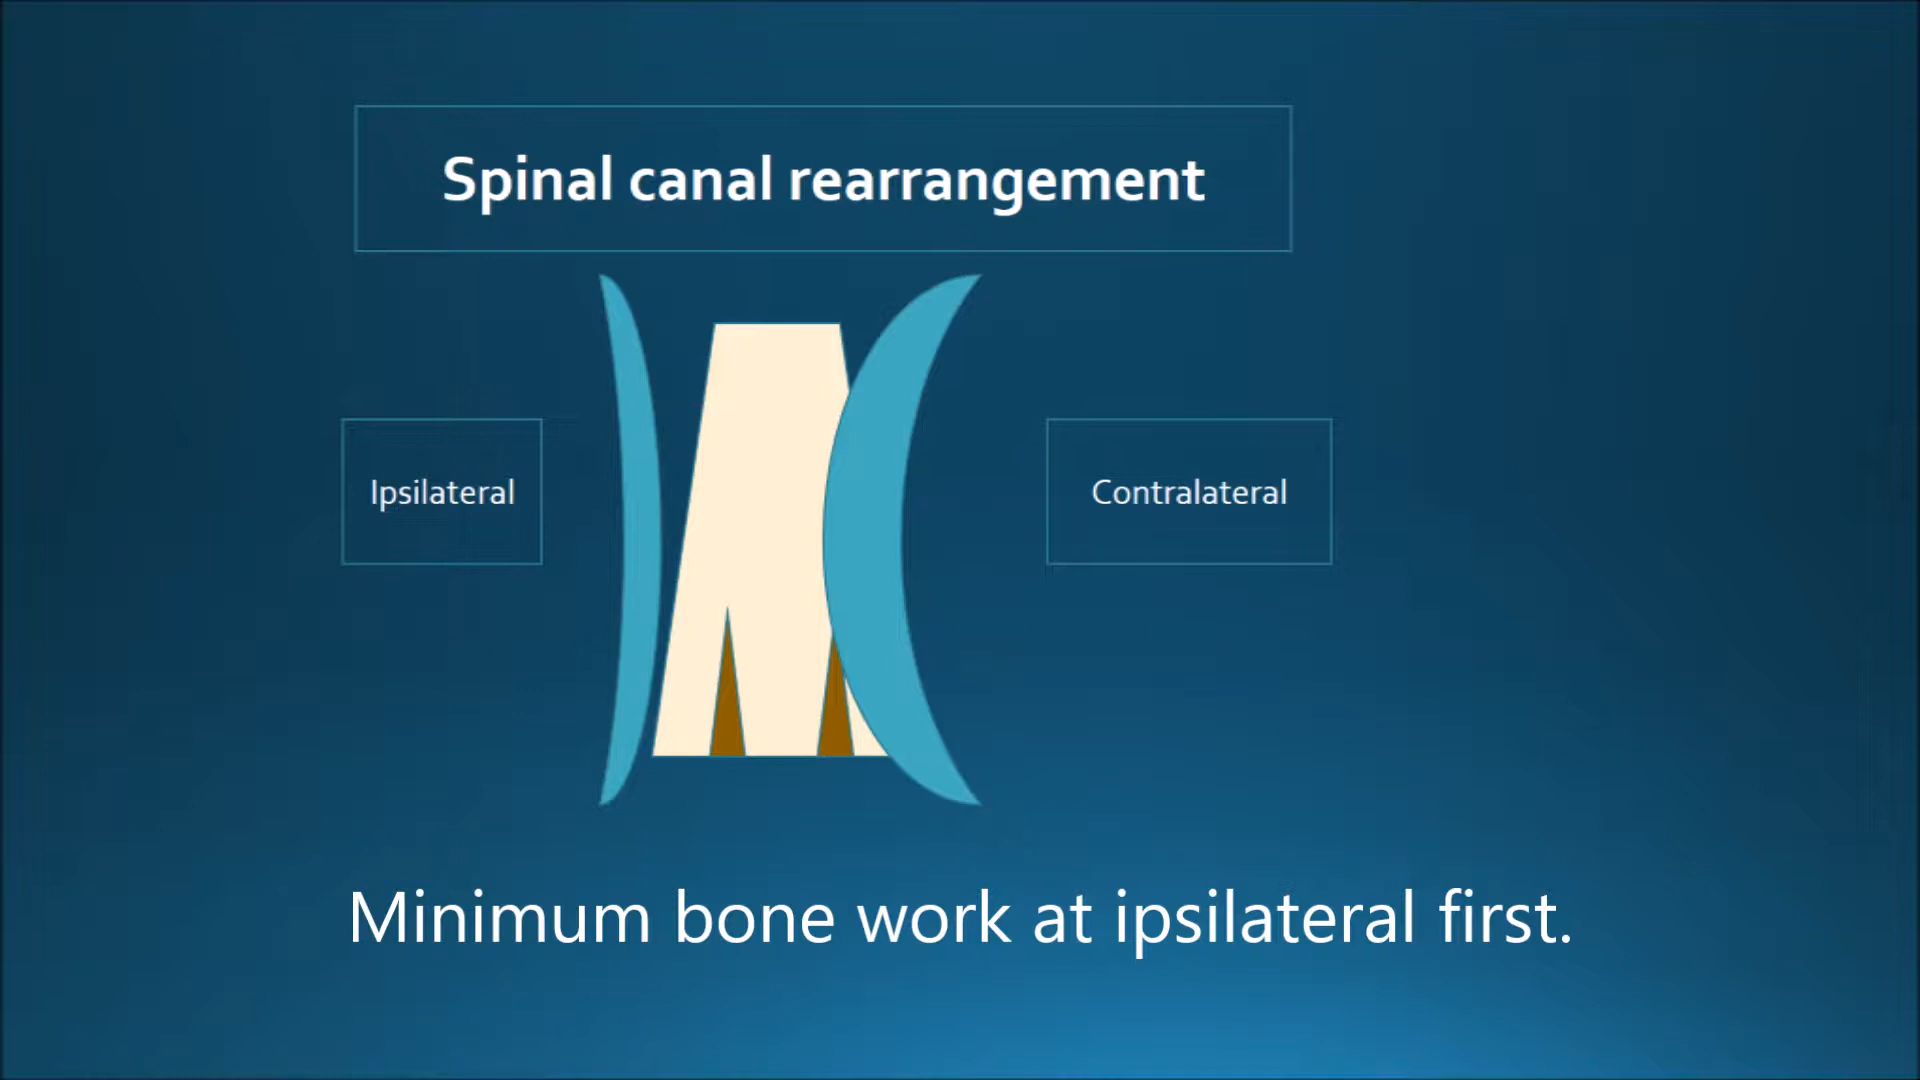 Spinal canal rearrangement
Ipsilateral
Contralateral
Minimum bone work at ipsilateral first.